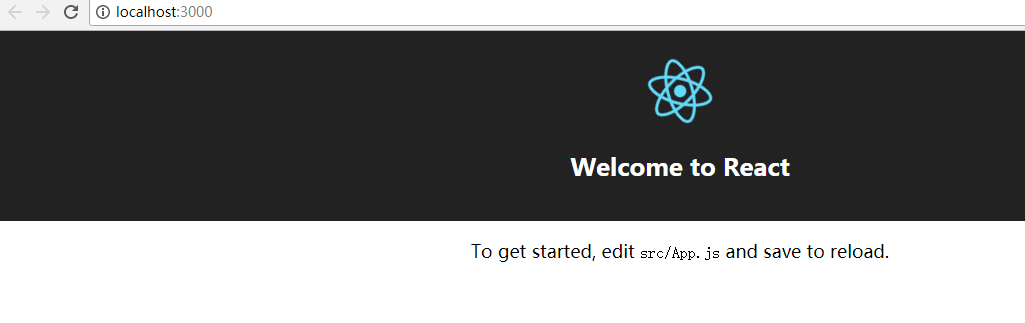 localhost:3000
Welcome to React
To get started, edit src/App.js and save to reload.